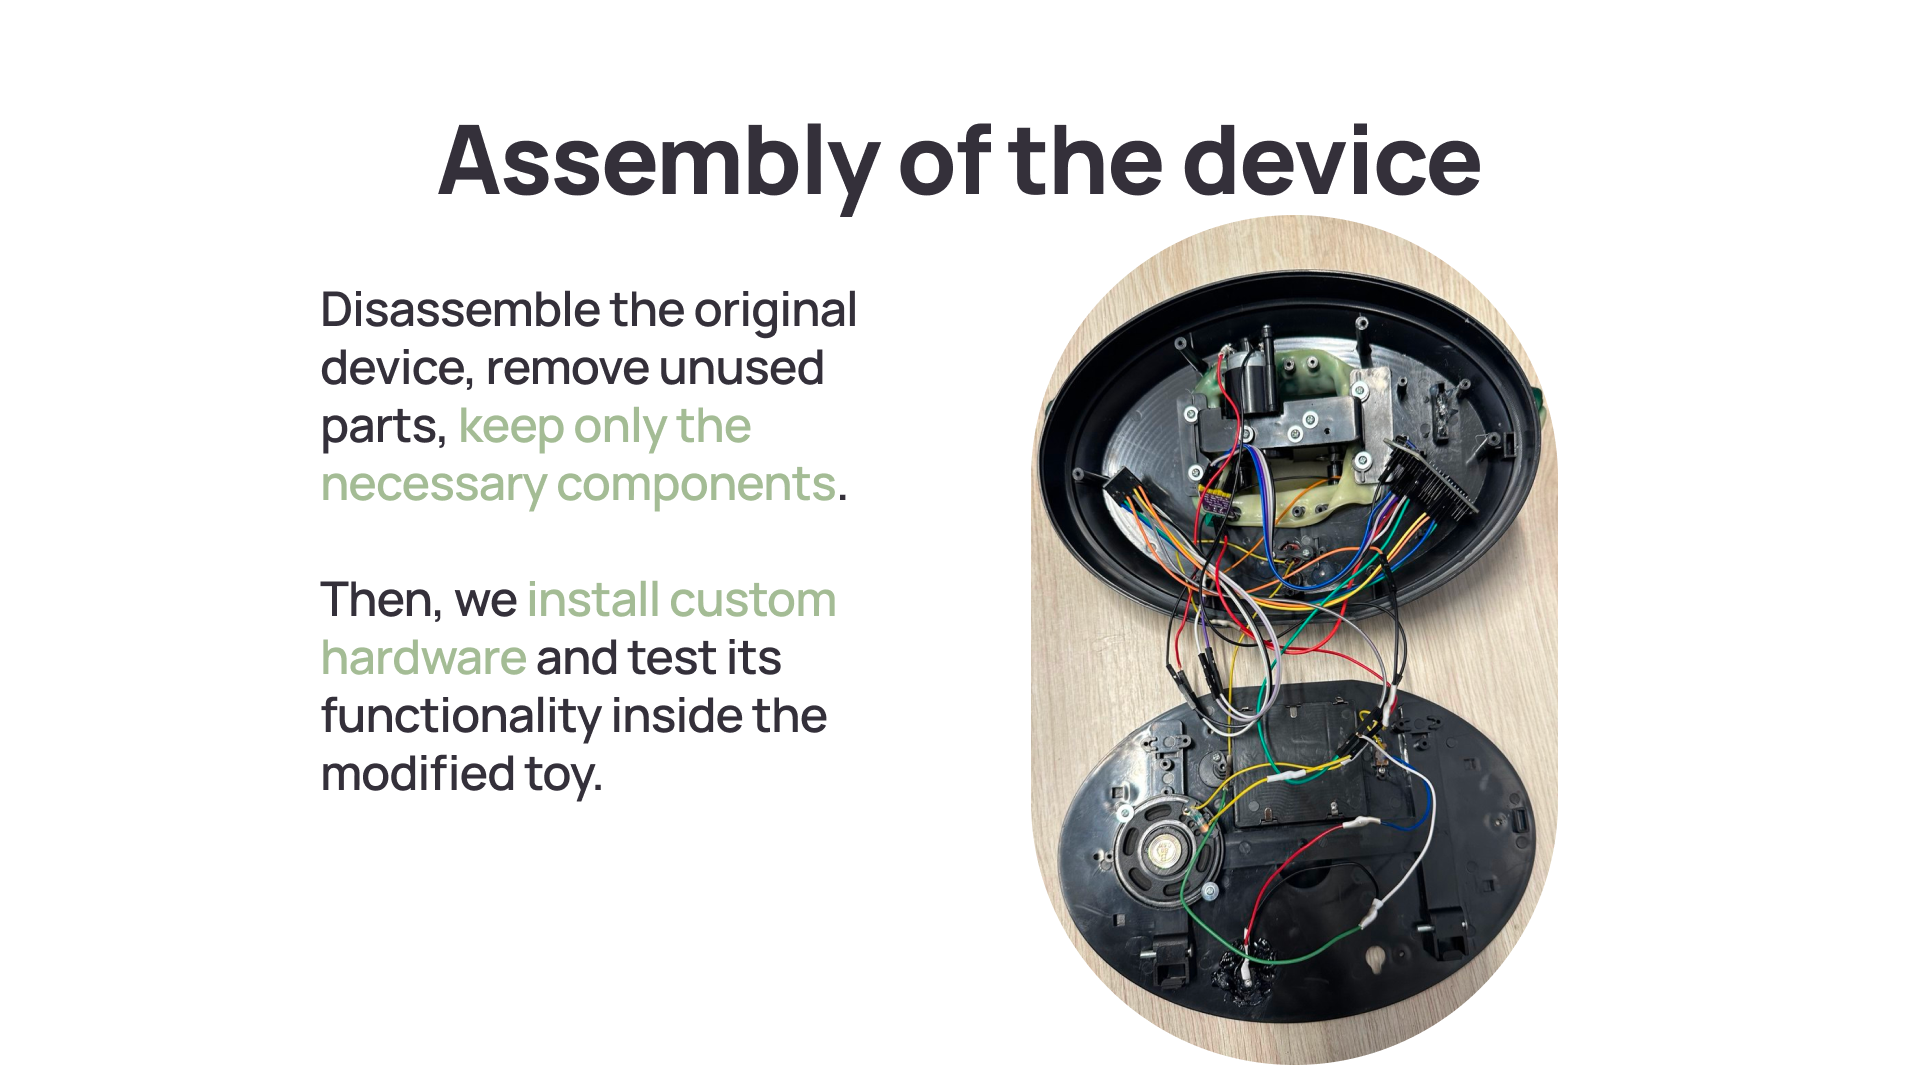 Assembly of the device
Disassemble the original
device, remove unused
parts, keep only the
necessary components.
Then, we install custom
hardware and test its
functionality inside the
modified toy.